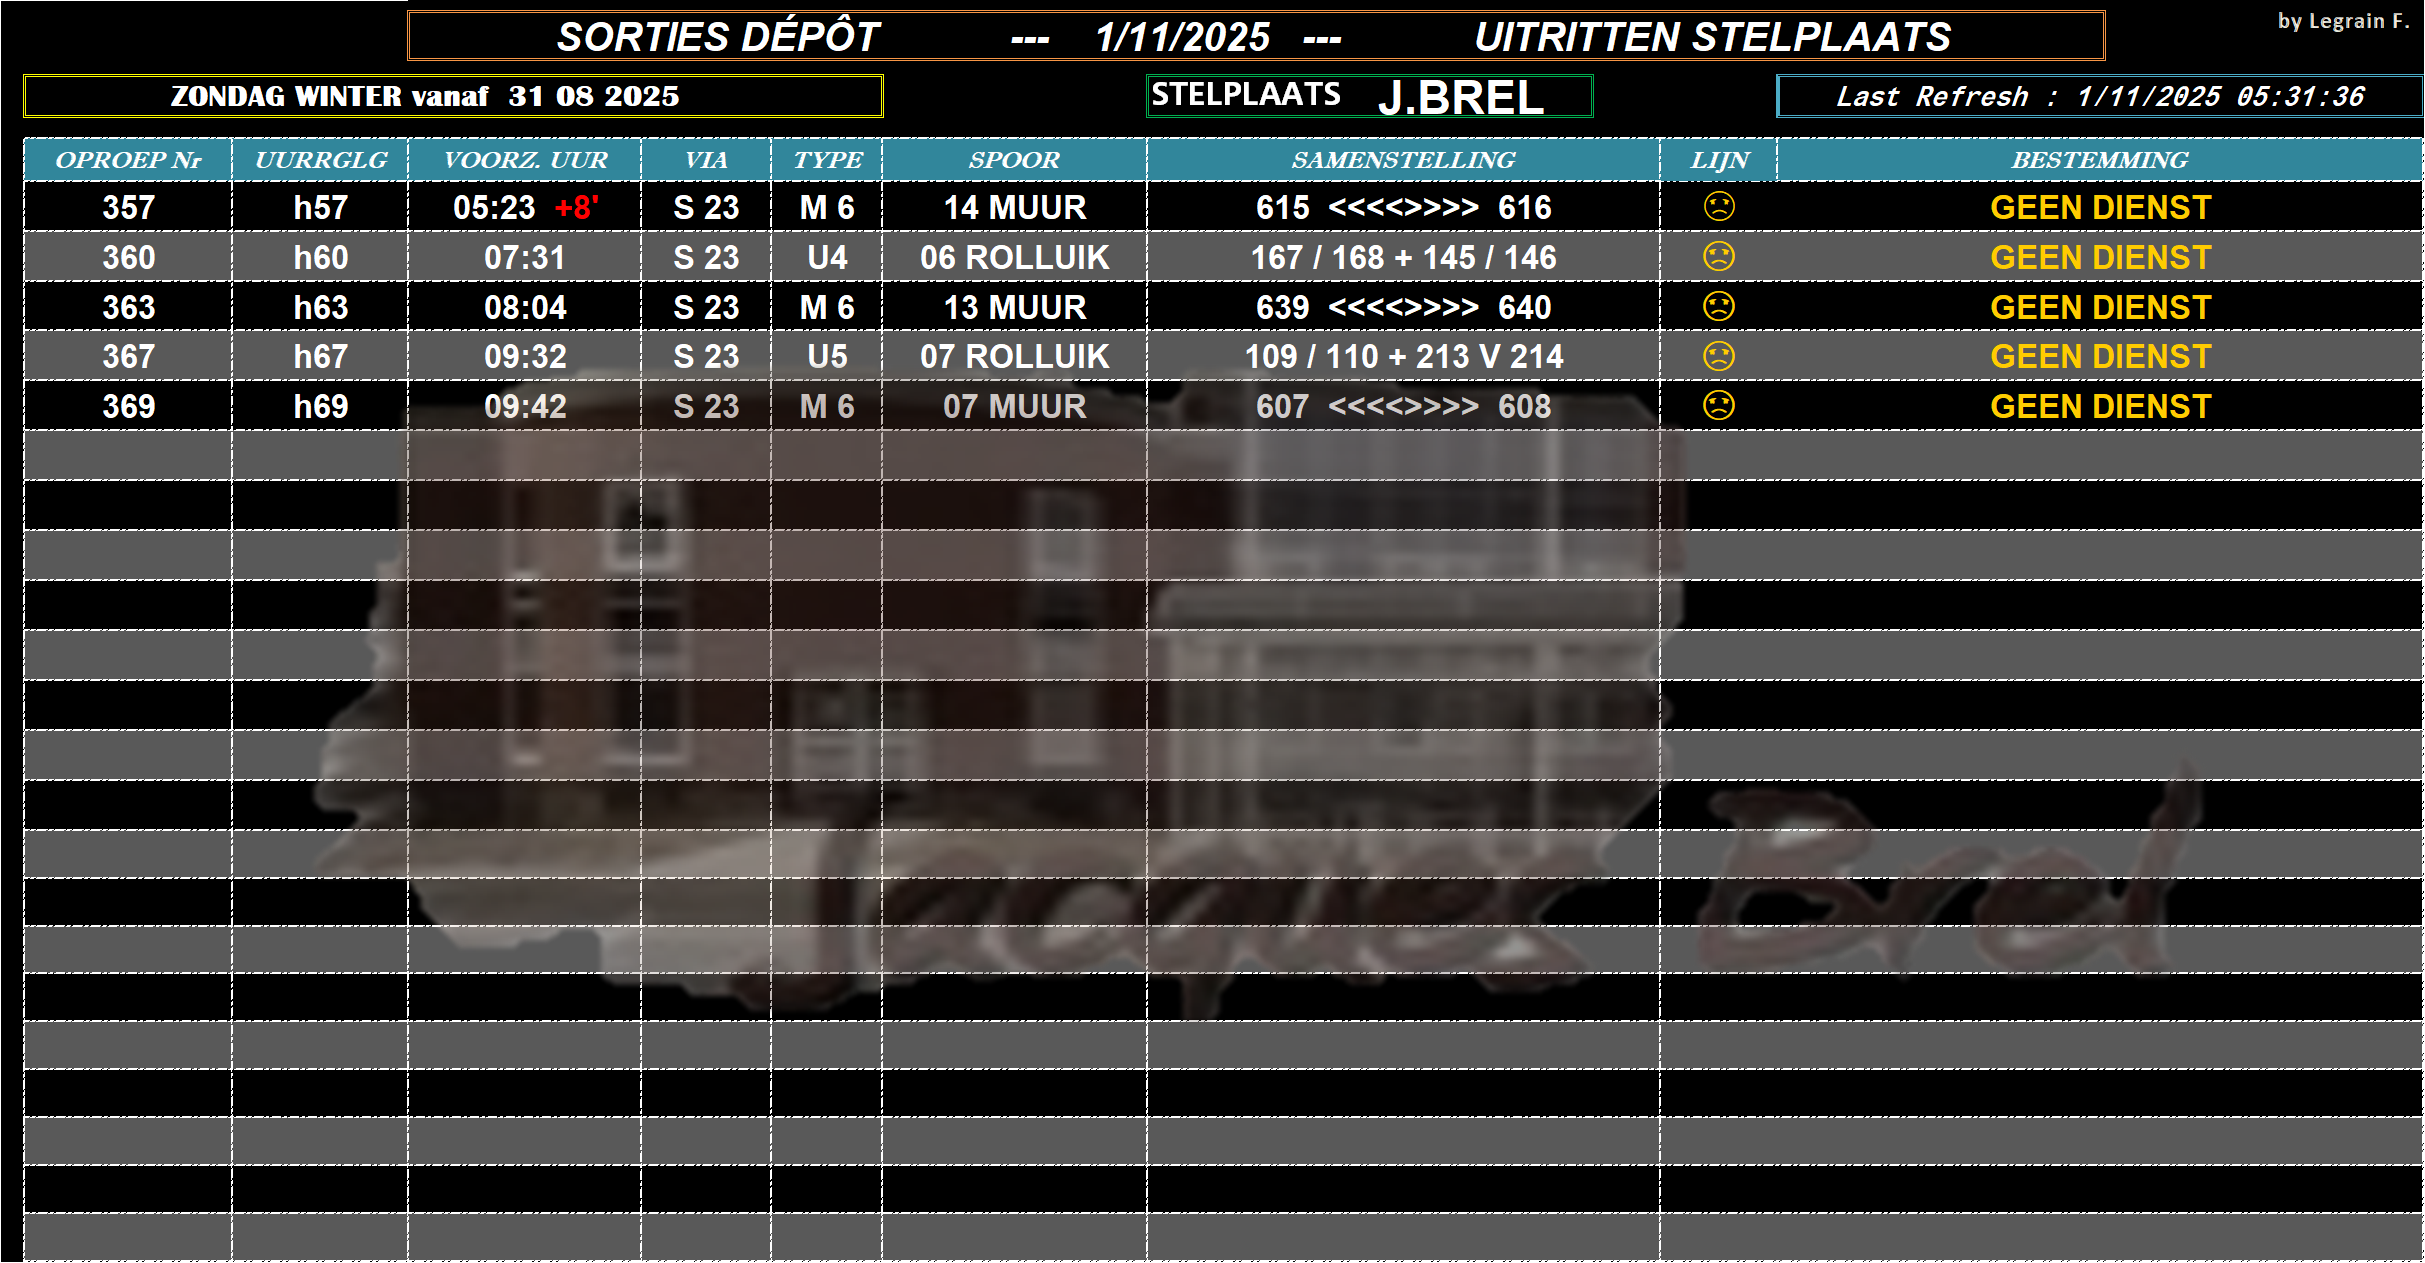 SORTIES DÉPÔT --- 1/11/2025 --- UITRITTEN STELPLAATS
by Legrain F.
ZONDAG WINTER vanaf 31 08 2025
STELPLAATS J.BREL
Last Refresh : 1/11/2025 05:31:36
OPROEP Nr UURRGLG VOORZ. UUR VIA TYPE SPOOR SAMENSTELLING LIJN BESTEMMING
357 h57 05:23 +8' S 23 M 6 14 MUUR 615 <<<<>>>> 616 ☹ GEEN DIENST
360 h60 07:31 S 23 U4 06 ROLLUIK 167 / 168 + 145 / 146 ☹ GEEN DIENST
363 h63 08:04 S 23 M 6 13 MUUR 639 <<<<>>>> 640 ☹ GEEN DIENST
367 h67 09:32 S 23 U5 07 ROLLUIK 109 / 110 + 213 V 214 ☹ GEEN DIENST
369 h69 09:42 S 23 M 6 07 MUUR 607 <<<<>>>> 608 ☹ GEEN DIENST
Jacques Brel